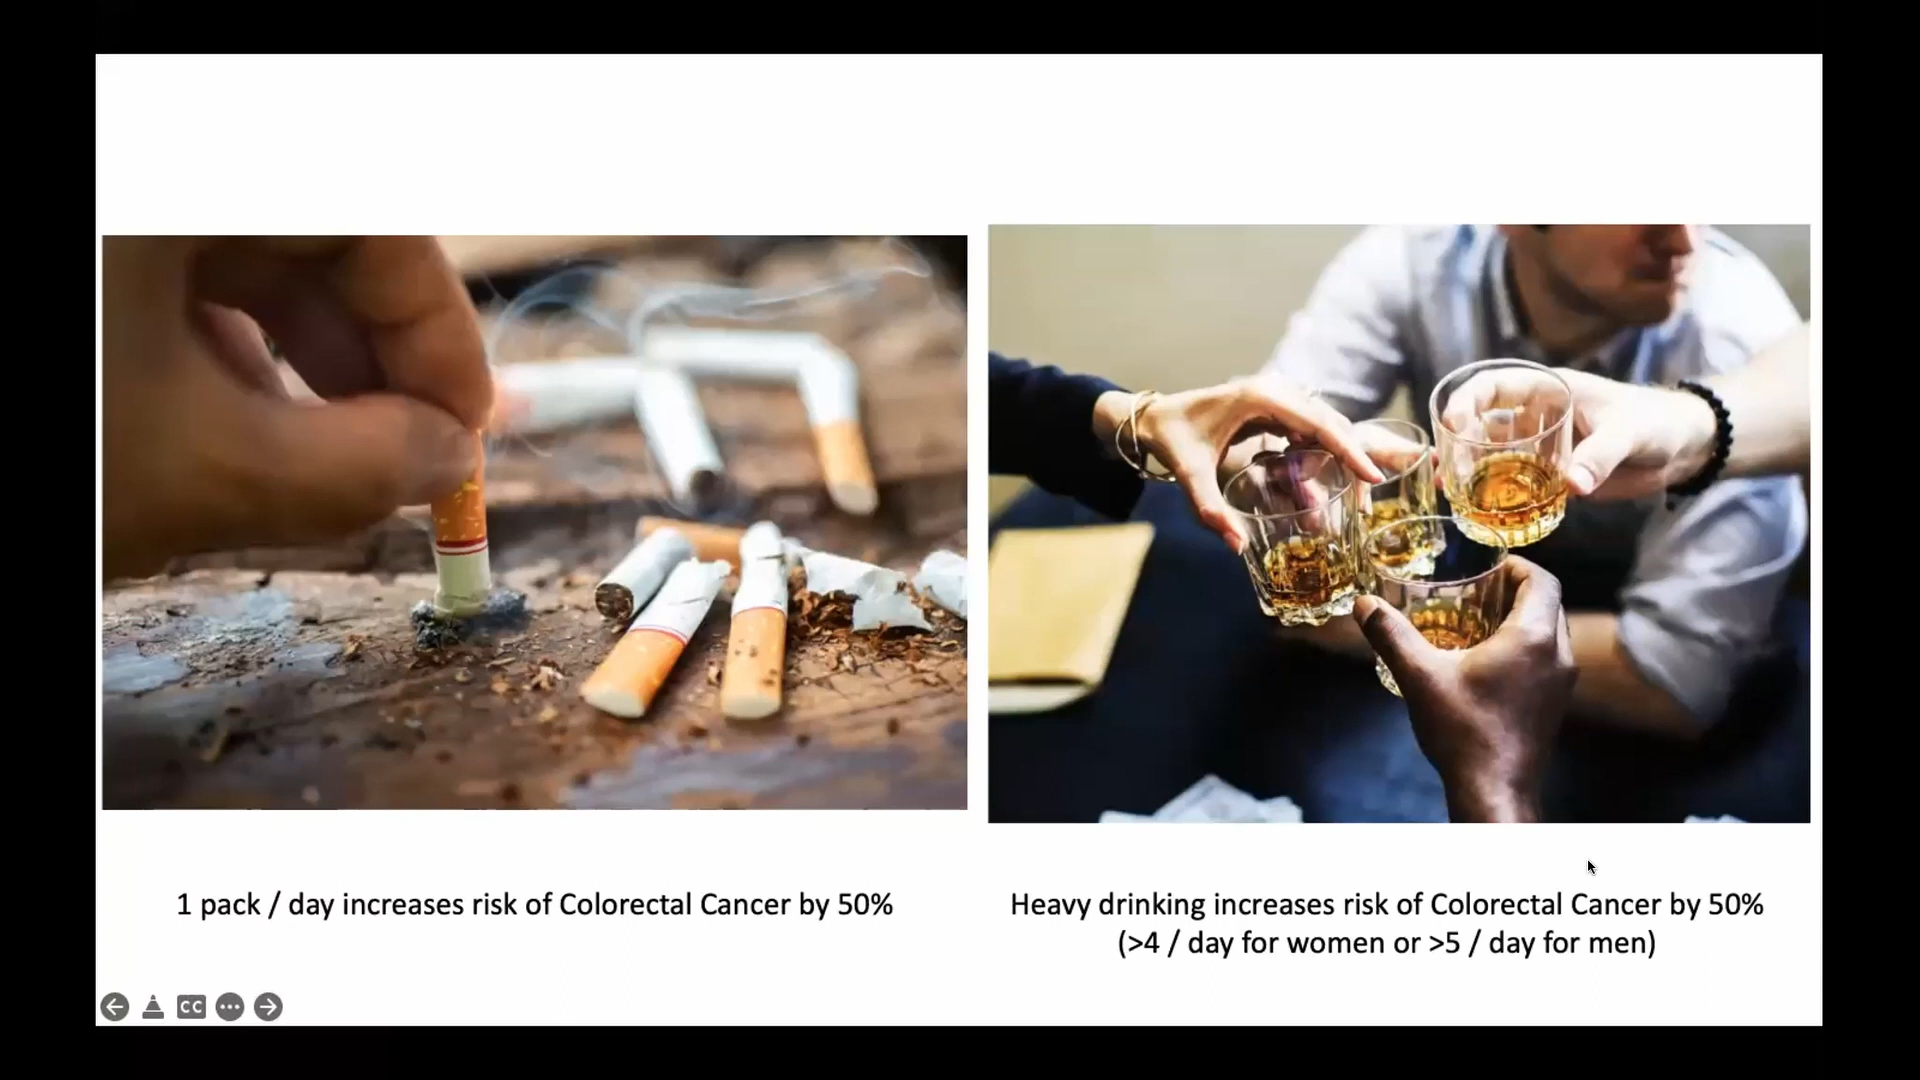 1 pack / day increases risk of Colorectal Cancer by 50%
Heavy drinking increases risk of Colorectal Cancer by 50%
(>4 / day for women or >5 / day for men)
CC